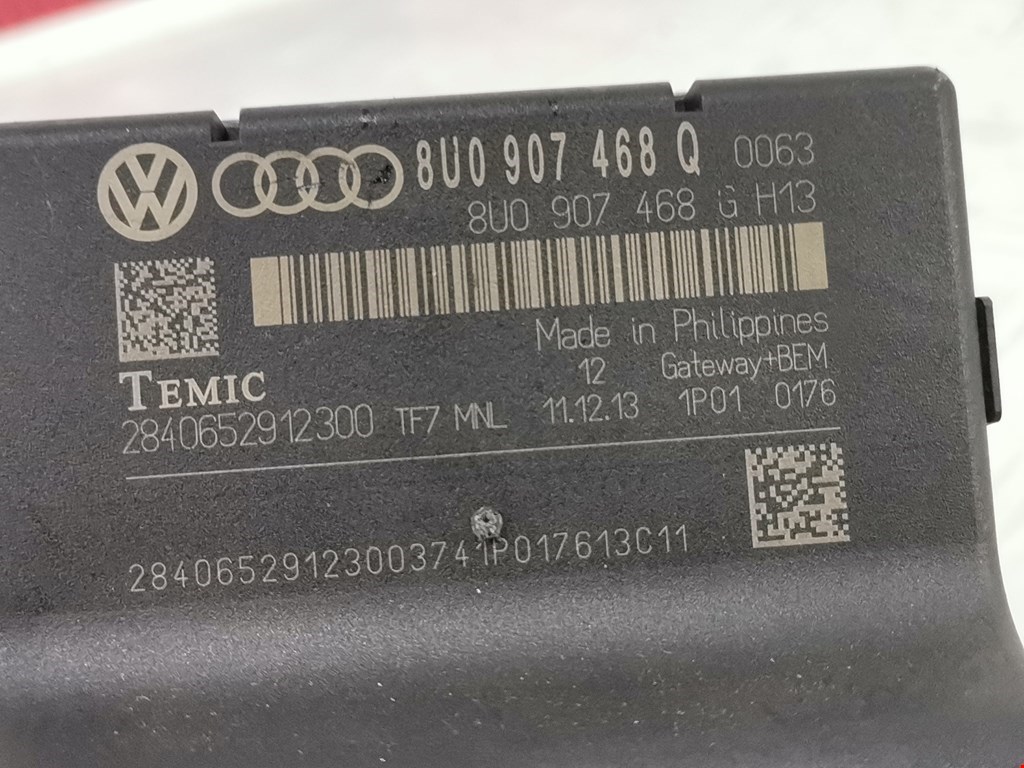 VW 8U0 907 468 Q 0063
8U0 907 468 G H13
Made in Philippines
12 Gateway+BEM
TEMIC
2840652912300 TF7 MNL 11.12.13 1P01 0176
28406529123003741P017613C11